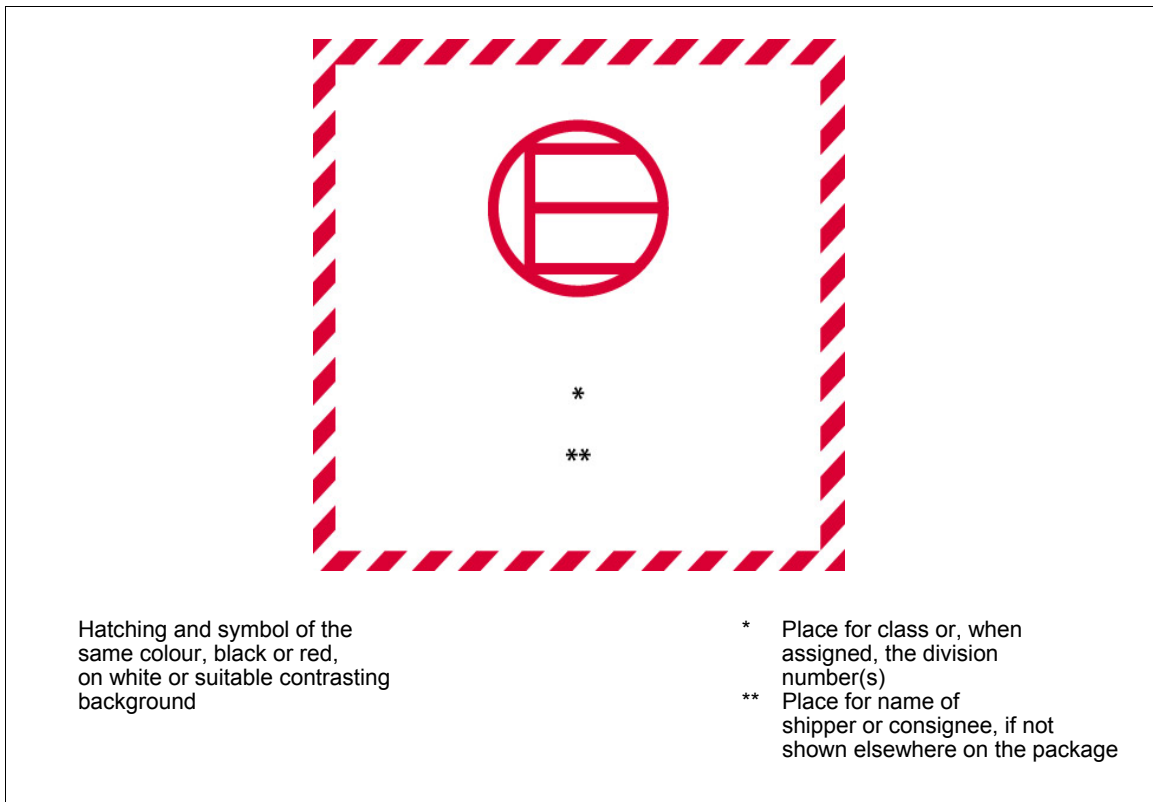 E
*
**
Hatching and symbol of the
same colour, black or red,
on white or suitable contrasting
background
* Place for class or, when
assigned, the division
number(s)
** Place for name of
shipper or consignee, if not
shown elsewhere on the package